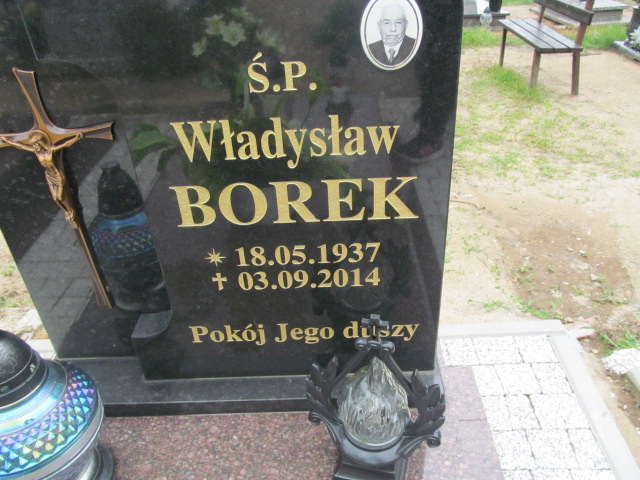 Ś.P.
Władysław
BOREK
✶ 18.05.1937
✝ 03.09.2014
Pokój Jego duszy